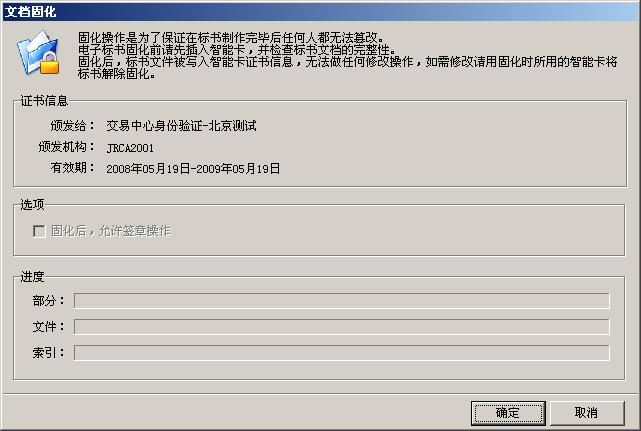 文档固化
固化操作是为了保证在标书制作完毕后任何人都无法篡改。
电子标书固化前请先插入智能卡，并检查标书文档的完整性。
固化后，标书文件被写入智能卡证书信息，无法做任何修改操作，如需修改请用固化时所用的智能卡将
标书解除固化。
证书信息
颁发给： 交易中心身份验证-北京测试
颁发机构： JRCA2001
有效期： 2008年05月19日-2009年05月19日
选项
固化后，允许签章操作
进度
部分：
文件：
索引：
确定 取消